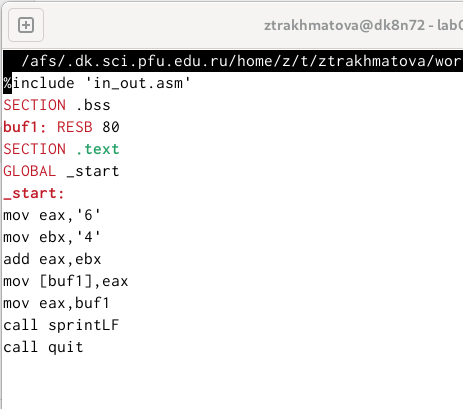 ztrakhmatova@dk8n72 - lab0
/afs/.dk.sci.pfu.edu.ru/home/z/t/ztrakhmatova/wor
%include 'in_out.asm'
SECTION .bss
buf1: RESB 80
SECTION .text
GLOBAL _start
_start:
mov eax,'6'
mov ebx,'4'
add eax,ebx
mov [buf1],eax
mov eax,buf1
call sprintLF
call quit